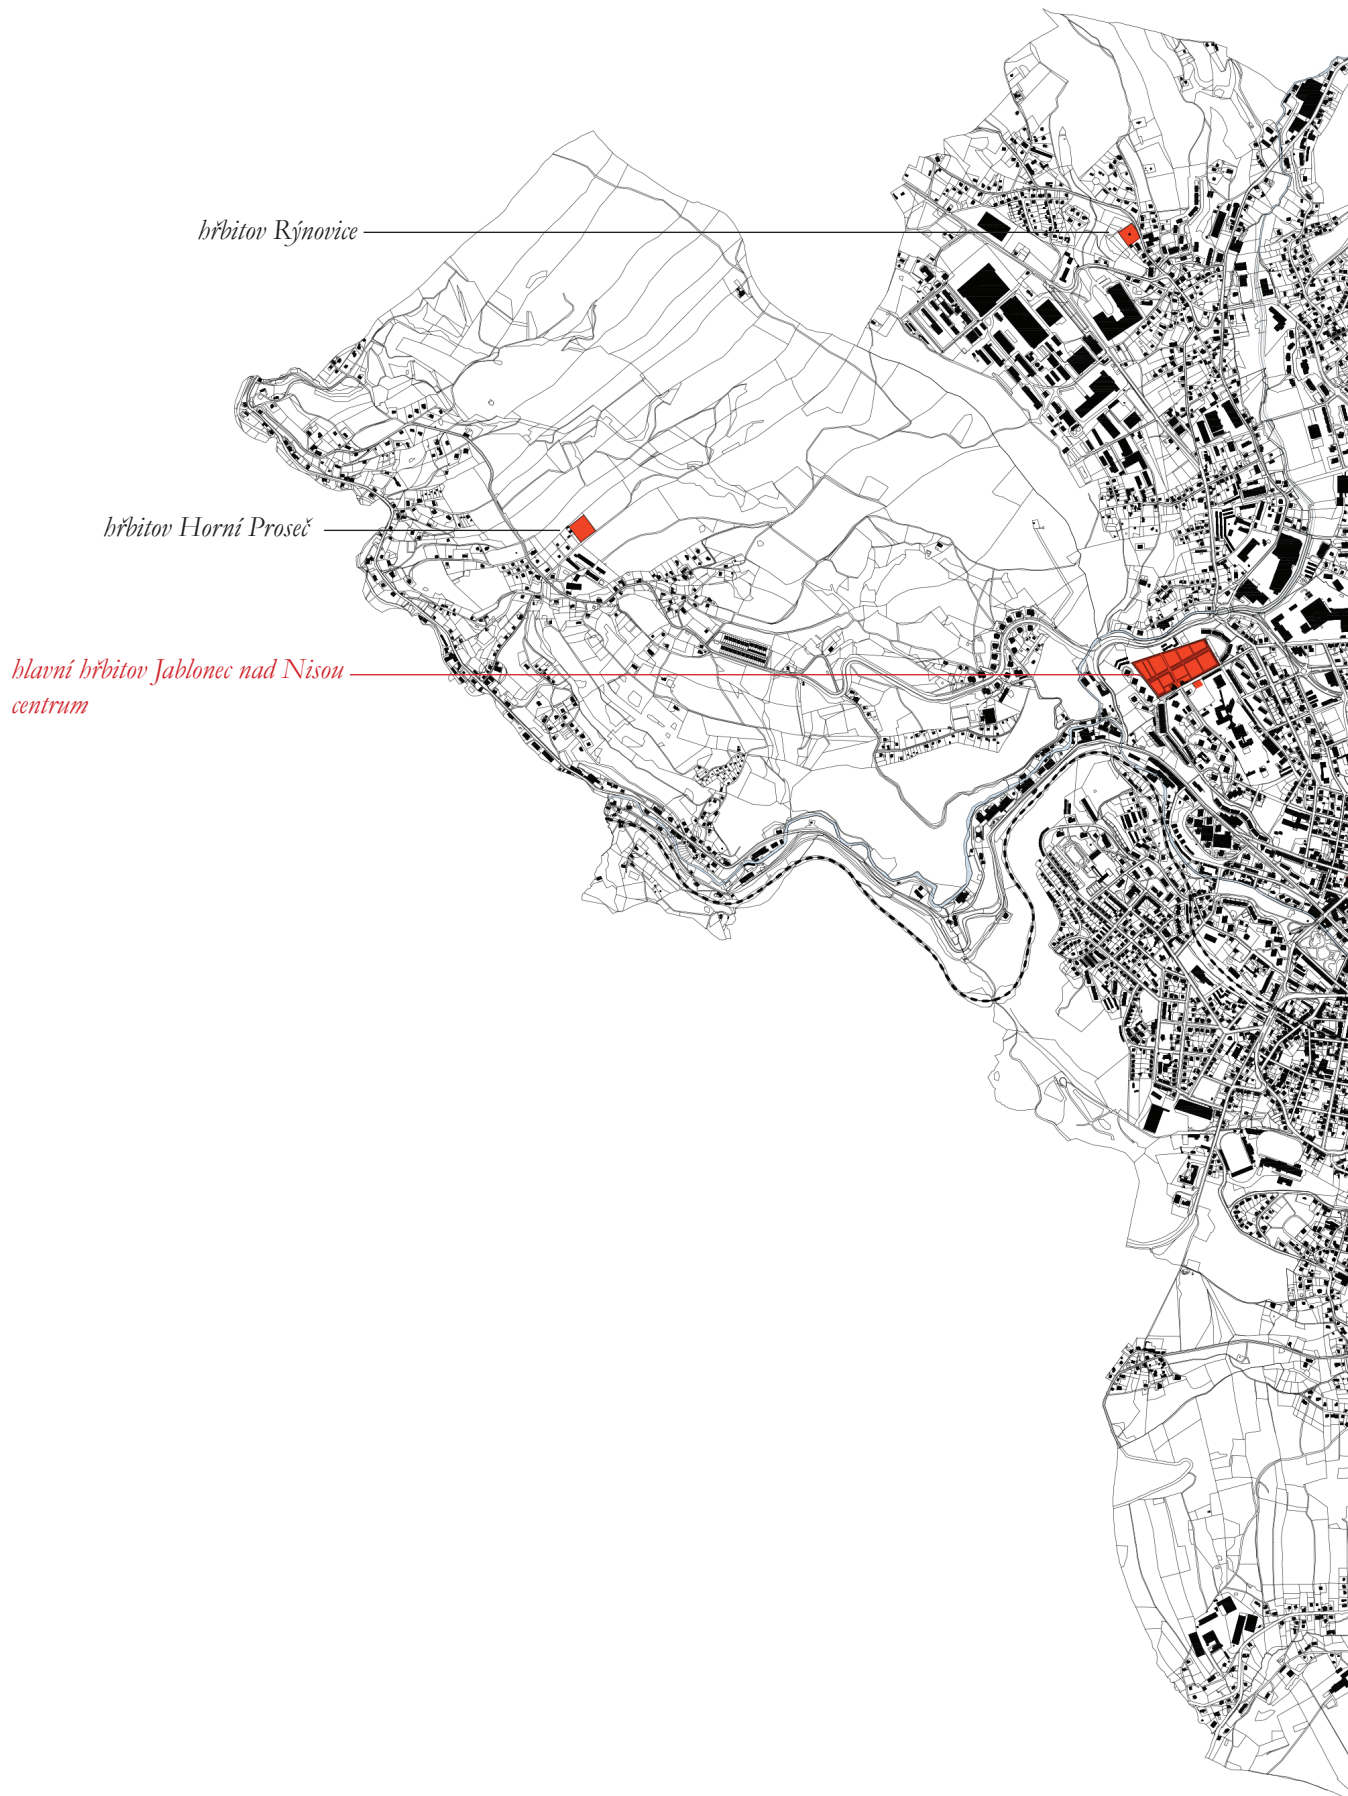 hřbitov Rýnovice
hřbitov Horní Proseč
hlavní hřbitov Jablonec nad Nisou
centrum